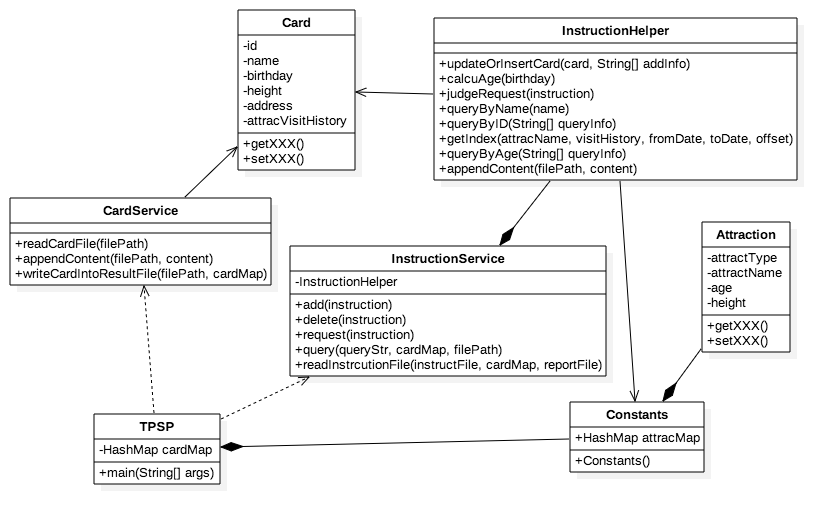 Card
-id
-name
-birthday
-height
-address
-attracVisitHistory
+getXXX()
+setXXX()
InstructionHelper
+updateOrInsertCard(card, String[] addInfo)
+calcuAge(birthday)
+judgeRequest(instruction)
+queryByName(name)
+queryByID(String[] queryInfo)
+getIndex(attracName, visitHistory, fromDate, toDate, offset)
+queryByAge(String[] queryInfo)
+appendContent(filePath, content)
CardService
+readCardFile(filePath)
+appendContent(filePath, content)
+writeCardIntoResultFile(filePath, cardMap)
InstructionService
-InstructionHelper
+add(instruction)
+delete(instruction)
+request(instruction)
+query(queryStr, cardMap, filePath)
+readInstrcutionFile(instructFile, cardMap, reportFile)
Attraction
-attractType
-attractName
-age
-height
+getXXX()
+setXXX()
TPSP
-HashMap cardMap
+main(String[] args)
Constants
+HashMap attracMap
+Constants()